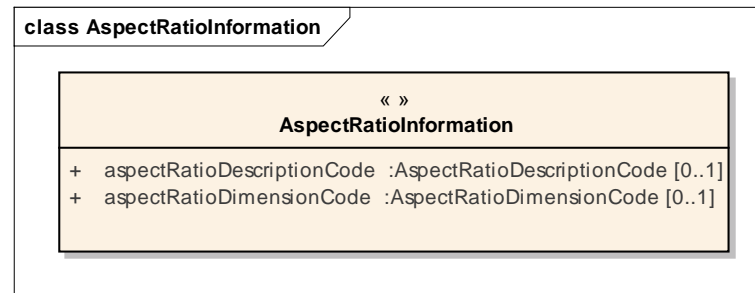 class AspectRatioInformation
« »
AspectRatioInformation
+ aspectRatioDescriptionCode :AspectRatioDescriptionCode [0..1]
+ aspectRatioDimensionCode :AspectRatioDimensionCode [0..1]